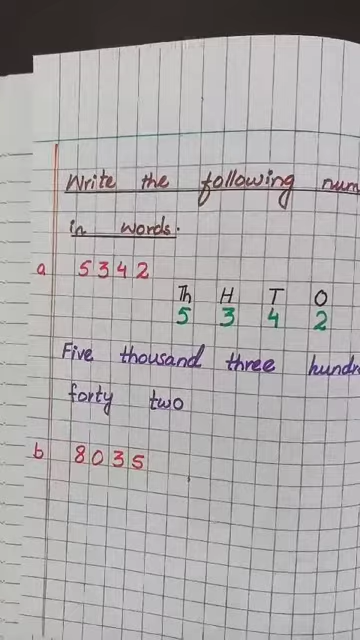 Write the following num
in words.
a 5342
Th H T O
5 3 4 2
Five thousand three hundr
forty two
b 8035